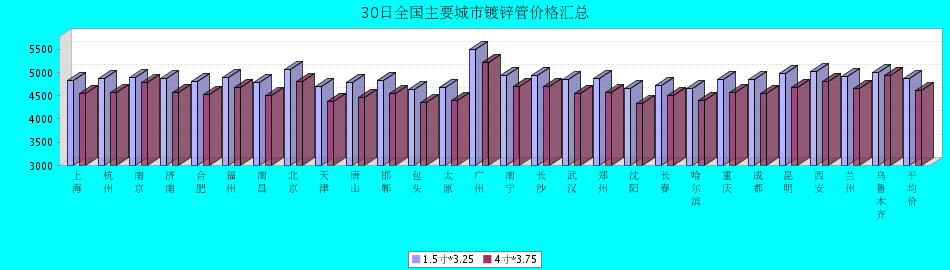 30日全国主要城市镀锌管价格汇总
5500
5000
4500
4000
3500
3000
上海
杭州
南京
济南
合肥
福州
南昌
北京
天津
唐山
邯郸
包头
太原
广州
南宁
长沙
武汉
郑州
沈阳
长春
哈尔滨
重庆
成都
昆明
西安
兰州
乌鲁木齐
平均价
1.5寸*3.25
4寸*3.75